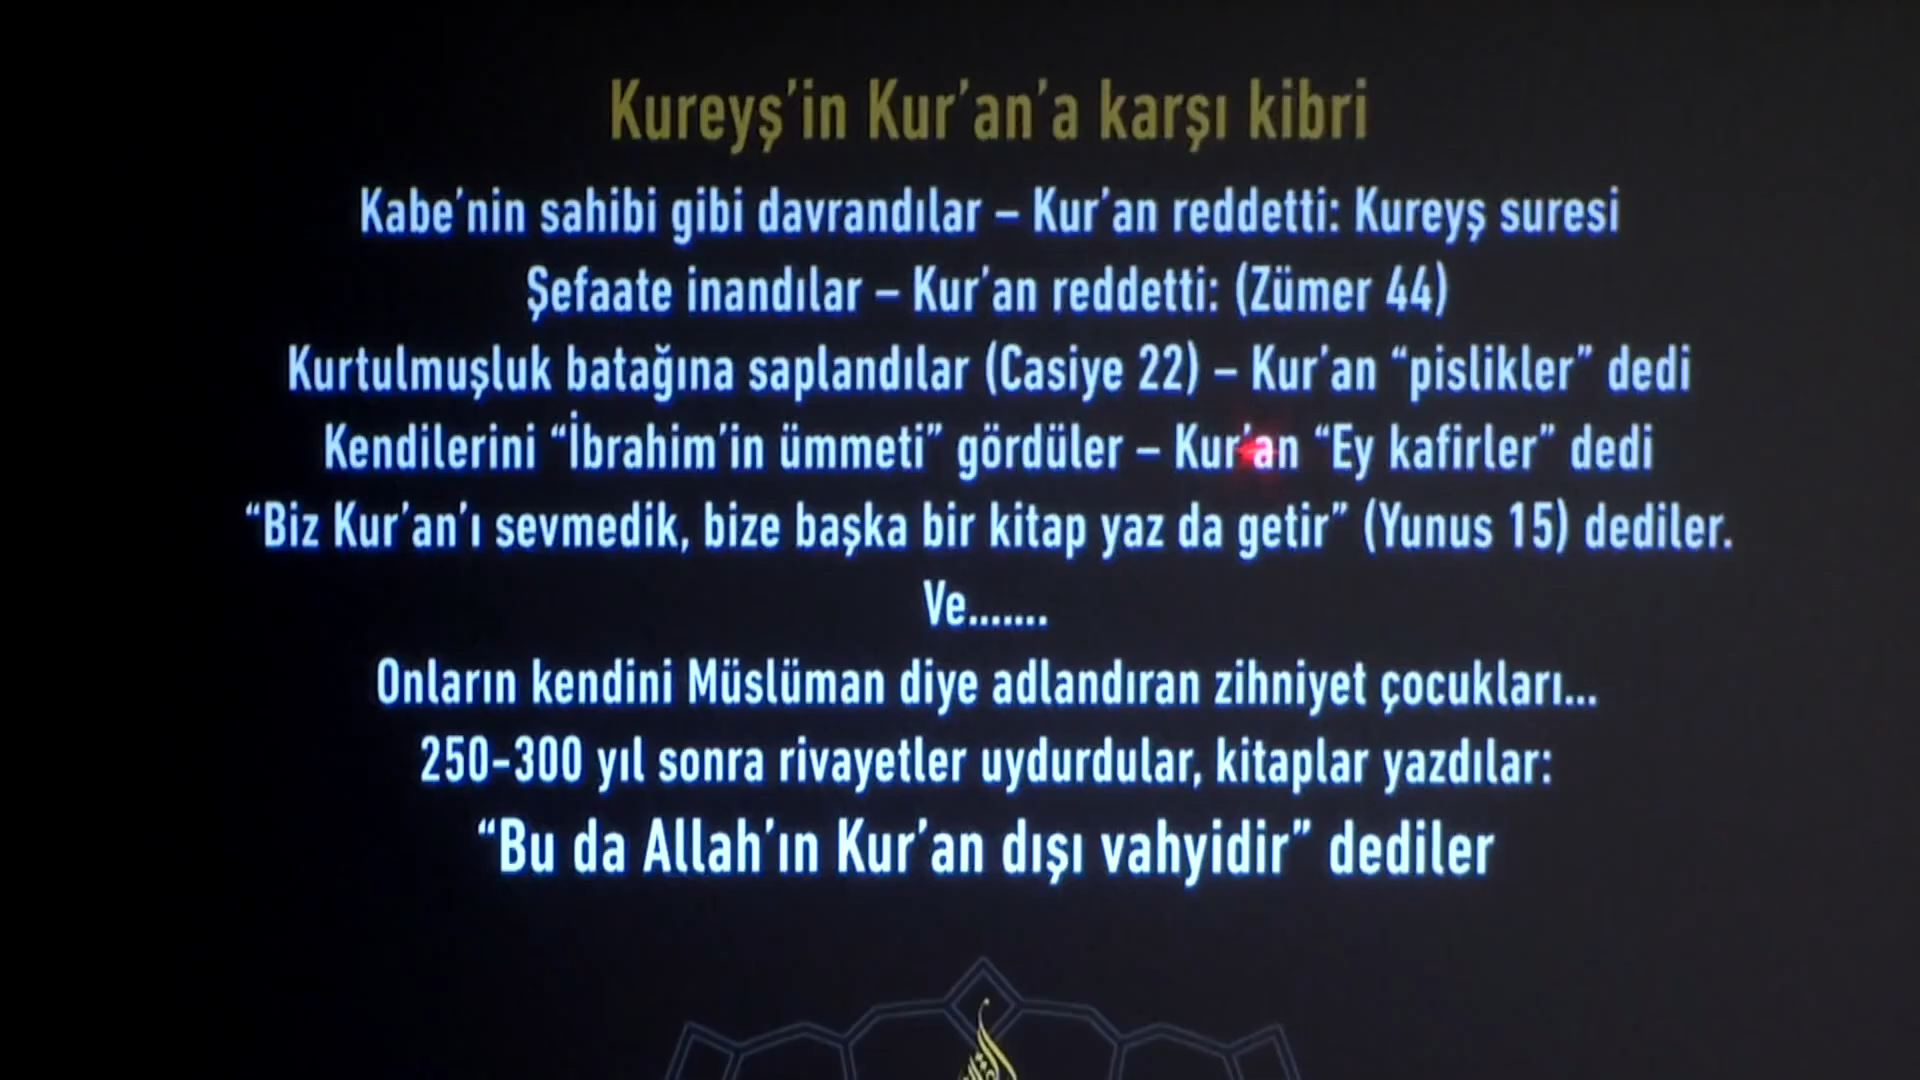 Kureyş’in Kur’an’a karşı kibri
Kabe’nin sahibi gibi davrandılar – Kur’an reddetti: Kureyş suresi
Şefaate inandılar – Kur’an reddetti: (Zümer 44)
Kurtulmuşluk batağına saplandılar (Casiye 22) – Kur’an “pislikler” dedi
Kendilerini “İbrahim’in ümmeti” gördüler – Kur’an “Ey kafirler” dedi
“Biz Kur’an’ı sevmedik, bize başka bir kitap yaz da getir” (Yunus 15) dediler.
Ve.......
Onların kendini Müslüman diye adlandıran zihniyet çocukları...
250-300 yıl sonra rivayetler uydurdular, kitaplar yazdılar:
“Bu da Allah’ın Kur’an dışı vahyidir” dediler